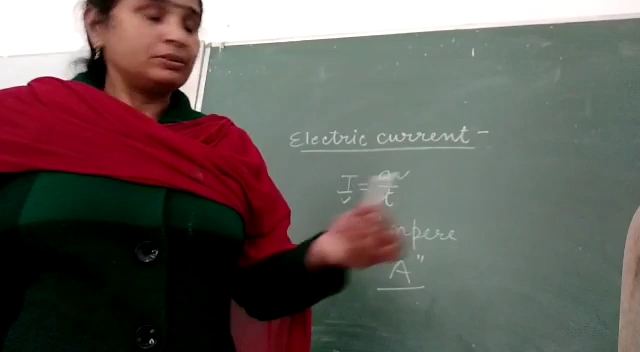 Electric current -
I = Q/t
A"